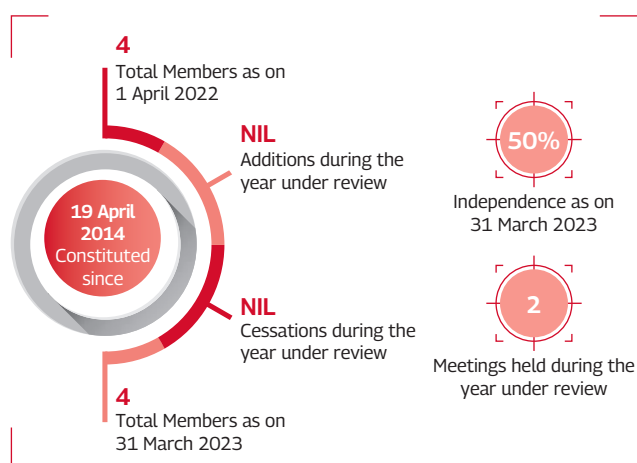 4
Total Members as on
1 April 2022
NIL
Additions during the
year under review
19 April
2014
Constituted
since
NIL
Cessations during the
year under review
4
Total Members as on
31 March 2023
50%
Independence as on
31 March 2023
2
Meetings held during the
year under review